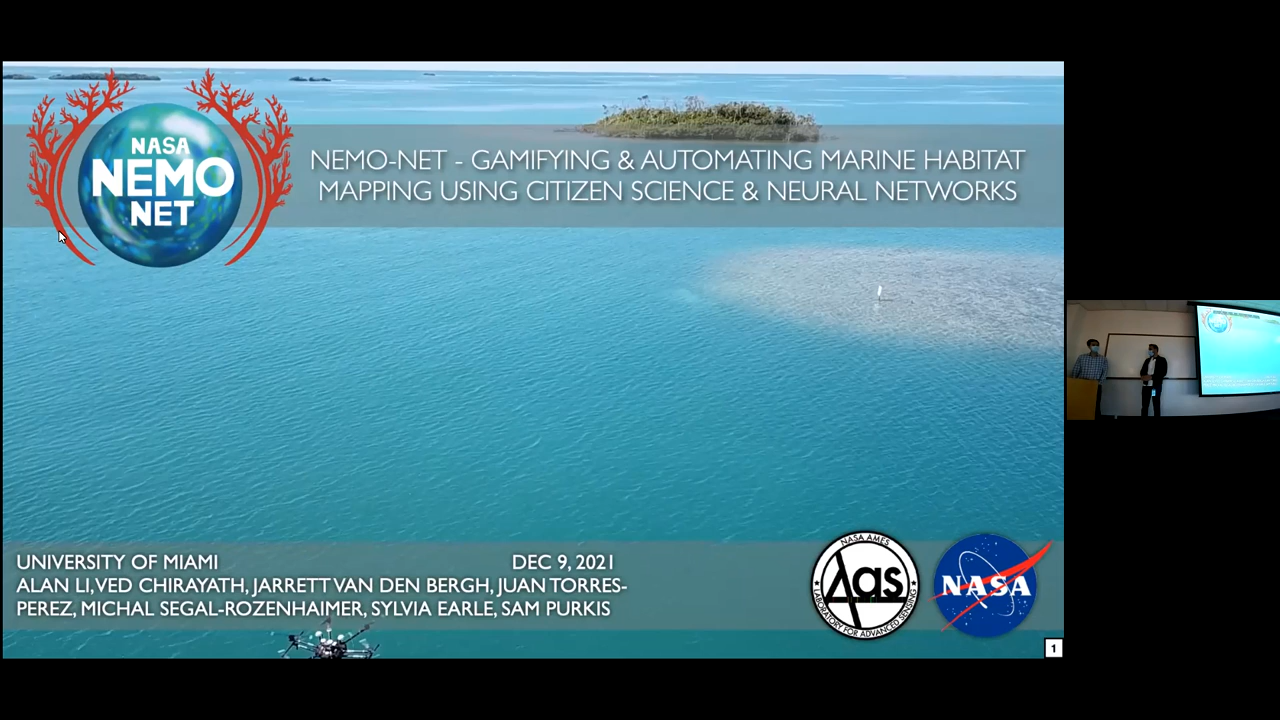 NASA
NEMO
NET
NEMO-NET - GAMIFYING & AUTOMATING MARINE HABITAT
MAPPING USING CITIZEN SCIENCE & NEURAL NETWORKS
UNIVERSITY OF MIAMI
DEC 9, 2021
ALAN LI, VED CHIRAYATH, JARRETT VAN DEN BERGH, JUAN TORRES-
PEREZ, MICHAL SEGAL-ROZENHAIMER, SYLVIA EARLE, SAM PURKIS
NASA AMES
Aas
LABORATORY FOR ADVANCED SENSING
NASA
1